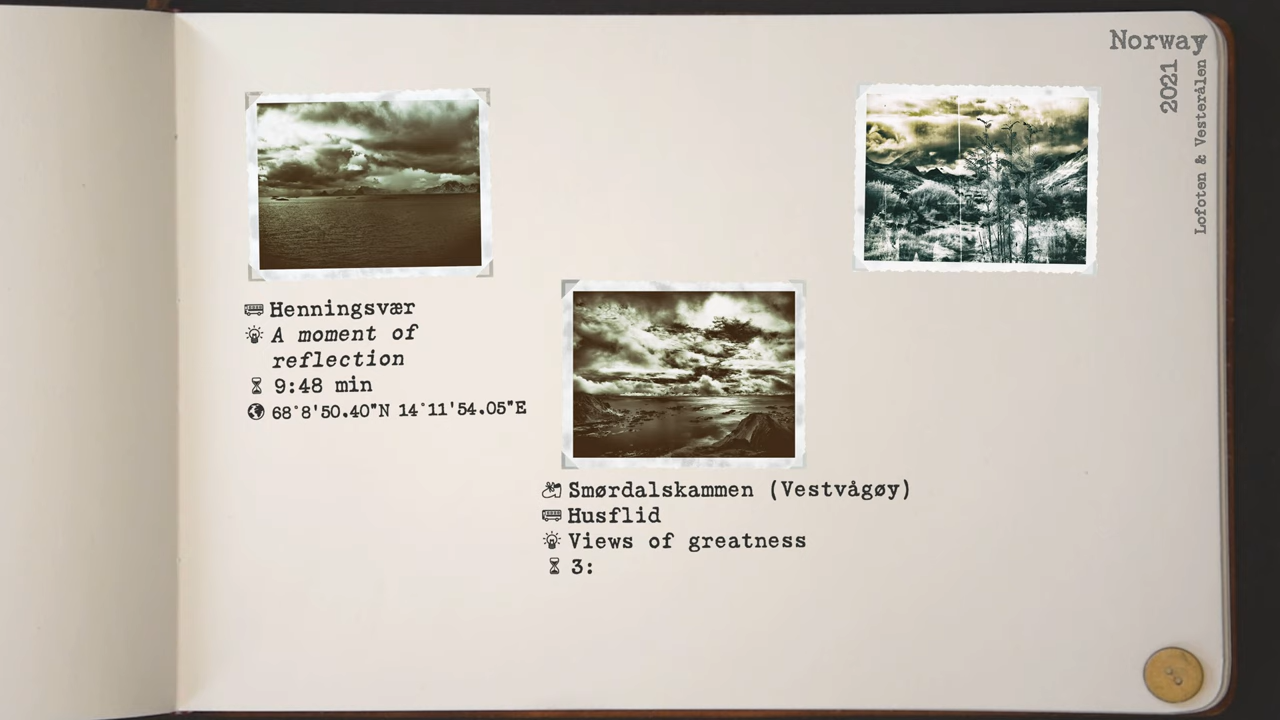 Norway
2021
Lofoten & Vesterålen
Henningsvær
A moment of
reflection
9:48 min
68°8'50.40"N 14°11'54.05"E
Smørdalskammen (Vestvågøy)
Husflid
Views of greatness
3: